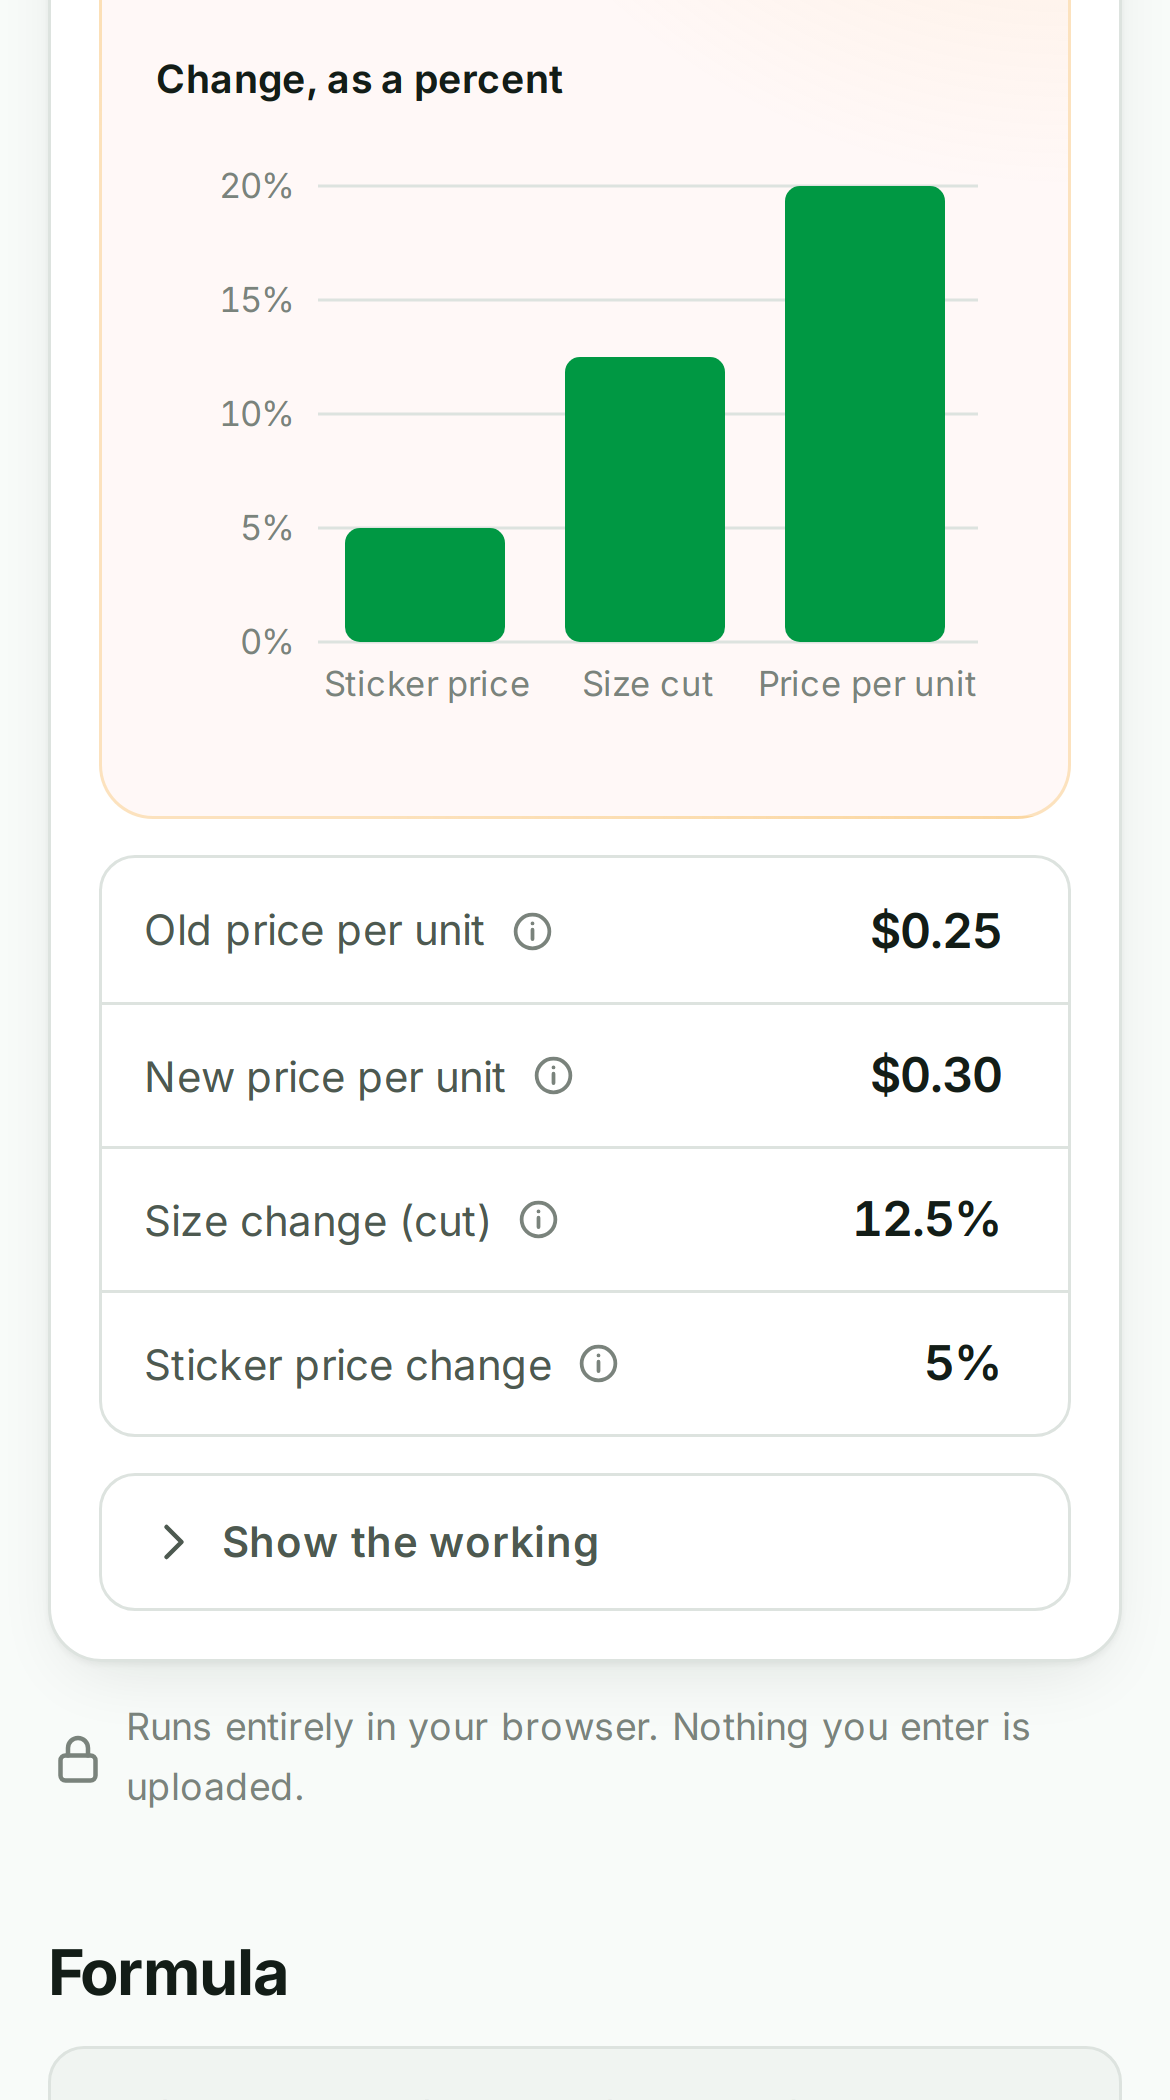 Change, as a percent
20%
15%
10%
5%
0%
Sticker price Size cut Price per unit
Old price per unit $0.25
New price per unit $0.30
Size change (cut) 12.5%
Sticker price change 5%
Show the working
Runs entirely in your browser. Nothing you enter is
uploaded.
Formula